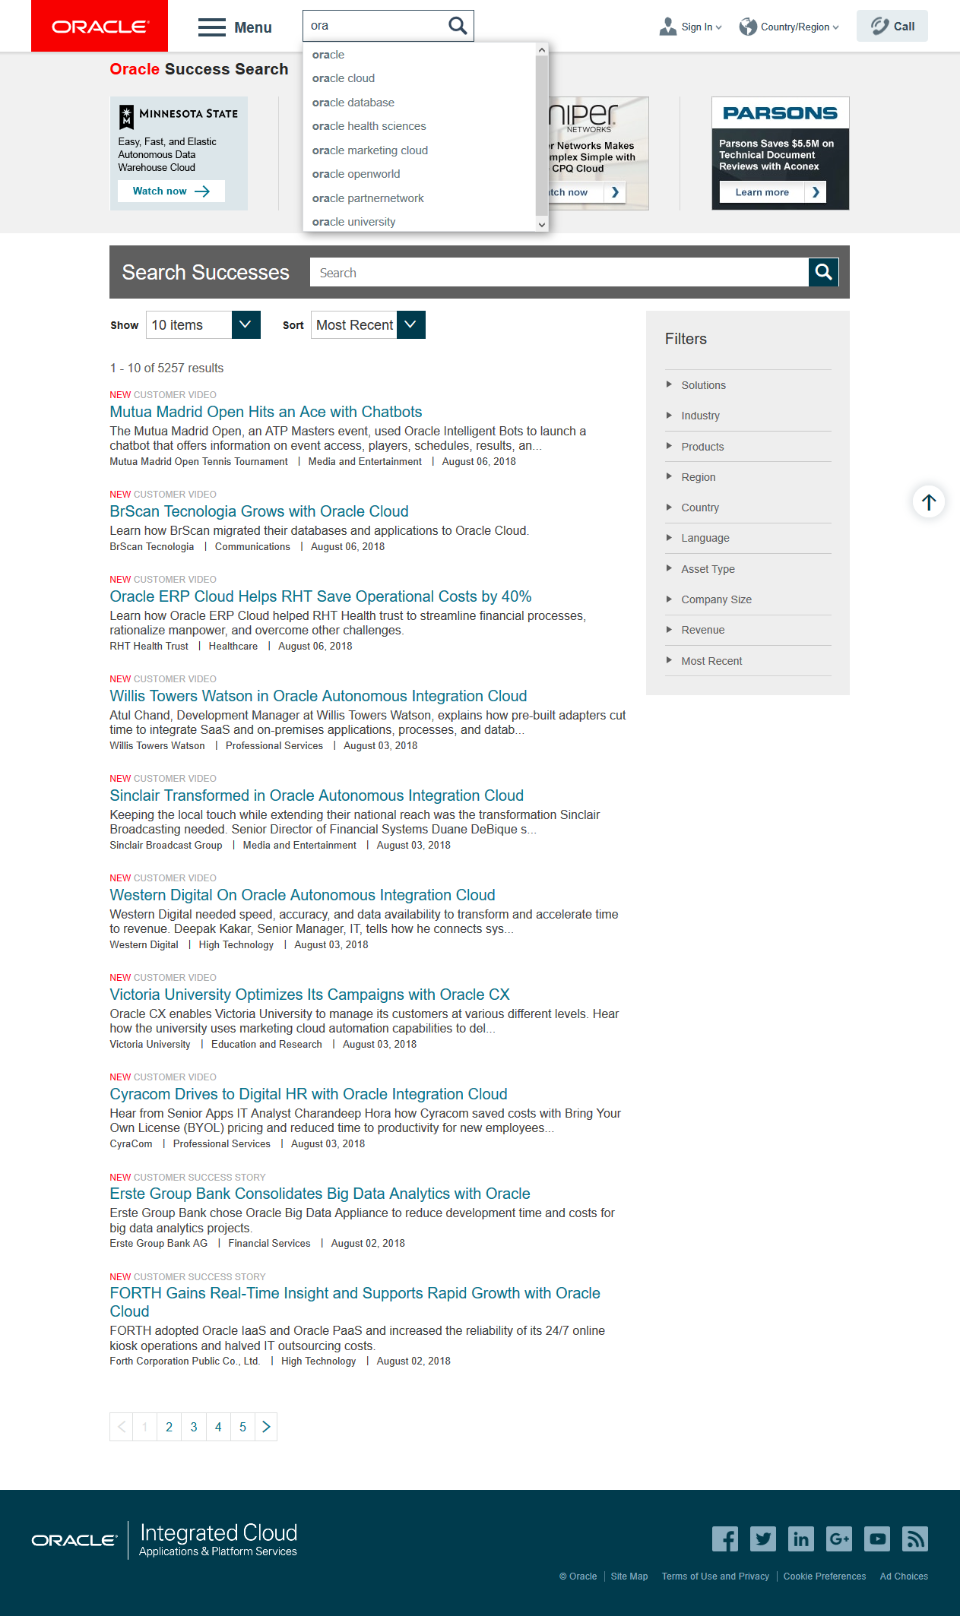 ORACLE
Menu
ora
Sign In
Country/Region
Call
oracle
oracle cloud
oracle database
oracle health sciences
oracle marketing cloud
oracle openworld
oracle partnernetwork
oracle university
Oracle Success Search
MINNESOTA STATE
Easy, Fast, and Elastic
Autonomous Data
Warehouse Cloud
Watch now
NETWORKS
Networks Makes
Simple with
CPQ Cloud
now
PARSONS
Parsons Saves $5.5M on
Technical Document
Reviews with Aconex
Learn more
Search Successes
Search
Show
10 items
Sort
Most Recent
1 - 10 of 5257 results
NEW CUSTOMER VIDEO
Mutua Madrid Open Hits an Ace with Chatbots
The Mutua Madrid Open, an ATP Masters event, used Oracle Intelligent Bots to launch a
chatbot that offers information on event access, players, schedules, results, an...
Mutua Madrid Open Tennis Tournament | Media and Entertainment | August 06, 2018
NEW CUSTOMER VIDEO
BrScan Tecnologia Grows with Oracle Cloud
Learn how BrScan migrated their databases and applications to Oracle Cloud.
BrScan Tecnologia | Communications | August 06, 2018
NEW CUSTOMER VIDEO
Oracle ERP Cloud Helps RHT Save Operational Costs by 40%
Learn how Oracle ERP Cloud helped RHT Health trust to streamline financial processes,
rationalize manpower, and overcome other challenges.
RHT Health Trust | Healthcare | August 06, 2018
NEW CUSTOMER VIDEO
Willis Towers Watson in Oracle Autonomous Integration Cloud
Atul Chand, Development Manager at Willis Towers Watson, explains how pre-built adapters cut
time to integrate SaaS and on-premises applications, processes, and datab...
Willis Towers Watson | Professional Services | August 03, 2018
NEW CUSTOMER VIDEO
Sinclair Transformed in Oracle Autonomous Integration Cloud
Keeping the local touch while extending their national reach was the transformation Sinclair
Broadcasting needed. Senior Director of Financial Systems Duane DeBique s...
Sinclair Broadcast Group | Media and Entertainment | August 03, 2018
NEW CUSTOMER VIDEO
Western Digital On Oracle Autonomous Integration Cloud
Western Digital needed speed, accuracy, and data availability to transform and accelerate time
to revenue. Deepak Kakar, Senior Manager, IT, tells how he connects sys...
Western Digital | High Technology | August 03, 2018
NEW CUSTOMER VIDEO
Victoria University Optimizes Its Campaigns with Oracle CX
Oracle CX enables Victoria University to manage its customers at various different levels. Hear
how the university uses marketing cloud automation capabilities to del...
Victoria University | Education and Research | August 03, 2018
NEW CUSTOMER VIDEO
Cyracom Drives to Digital HR with Oracle Integration Cloud
Hear from Senior Apps IT Analyst Charandeep Hora how Cyracom saved costs with Bring Your
Own License (BYOL) pricing and reduced time to productivity for new employees...
CyraCom | Professional Services | August 03, 2018
NEW CUSTOMER SUCCESS STORY
Erste Group Bank Consolidates Big Data Analytics with Oracle
Erste Group Bank chose Oracle Big Data Appliance to reduce development time and costs for
big data analytics projects.
Erste Group Bank AG | Financial Services | August 02, 2018
NEW CUSTOMER SUCCESS STORY
FORTH Gains Real-Time Insight and Supports Rapid Growth with Oracle
Cloud
FORTH adopted Oracle IaaS and Oracle PaaS and increased the reliability of its 24/7 online
kiosk operations and halved IT outsourcing costs.
Forth Corporation Public Co., Ltd. | High Technology | August 02, 2018
Filters
Solutions
Industry
Products
Region
Country
Language
Asset Type
Company Size
Revenue
Most Recent
1 2 3 4 5
ORACLE
Integrated Cloud
Applications & Platform Services
© Oracle | Site Map Terms of Use and Privacy | Cookie Preferences Ad Choices